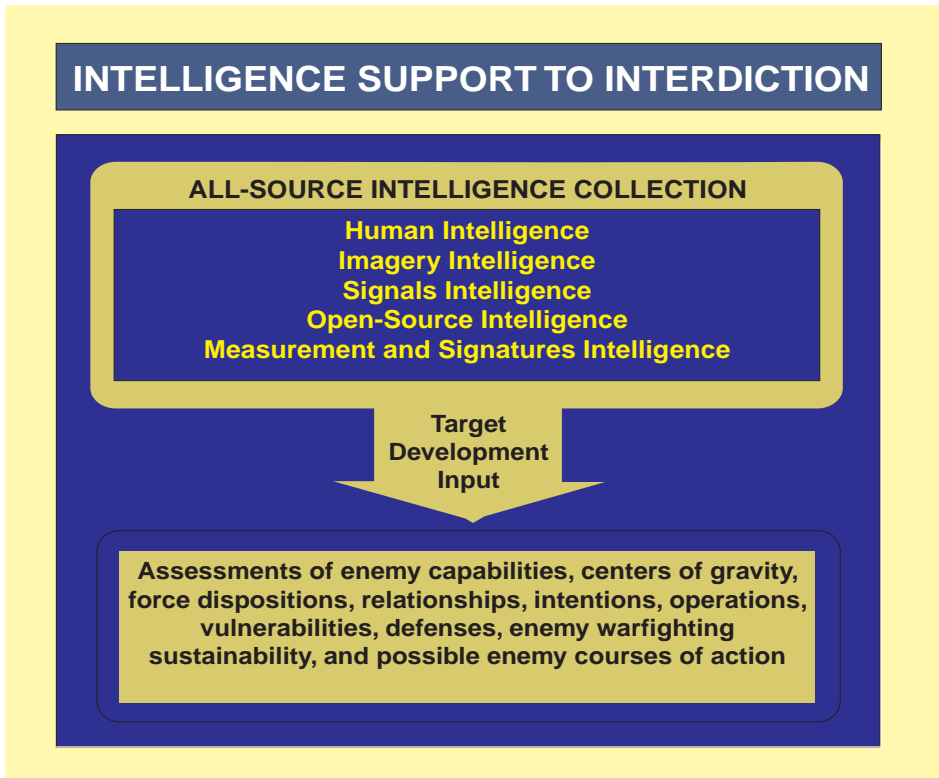 INTELLIGENCE SUPPORT TO INTERDICTION
ALL-SOURCE INTELLIGENCE COLLECTION
Human Intelligence
Imagery Intelligence
Signals Intelligence
Open-Source Intelligence
Measurement and Signatures Intelligence
Target
Development
Input
Assessments of enemy capabilities, centers of gravity,
force dispositions, relationships, intentions, operations,
vulnerabilities, defenses, enemy warfighting
sustainability, and possible enemy courses of action